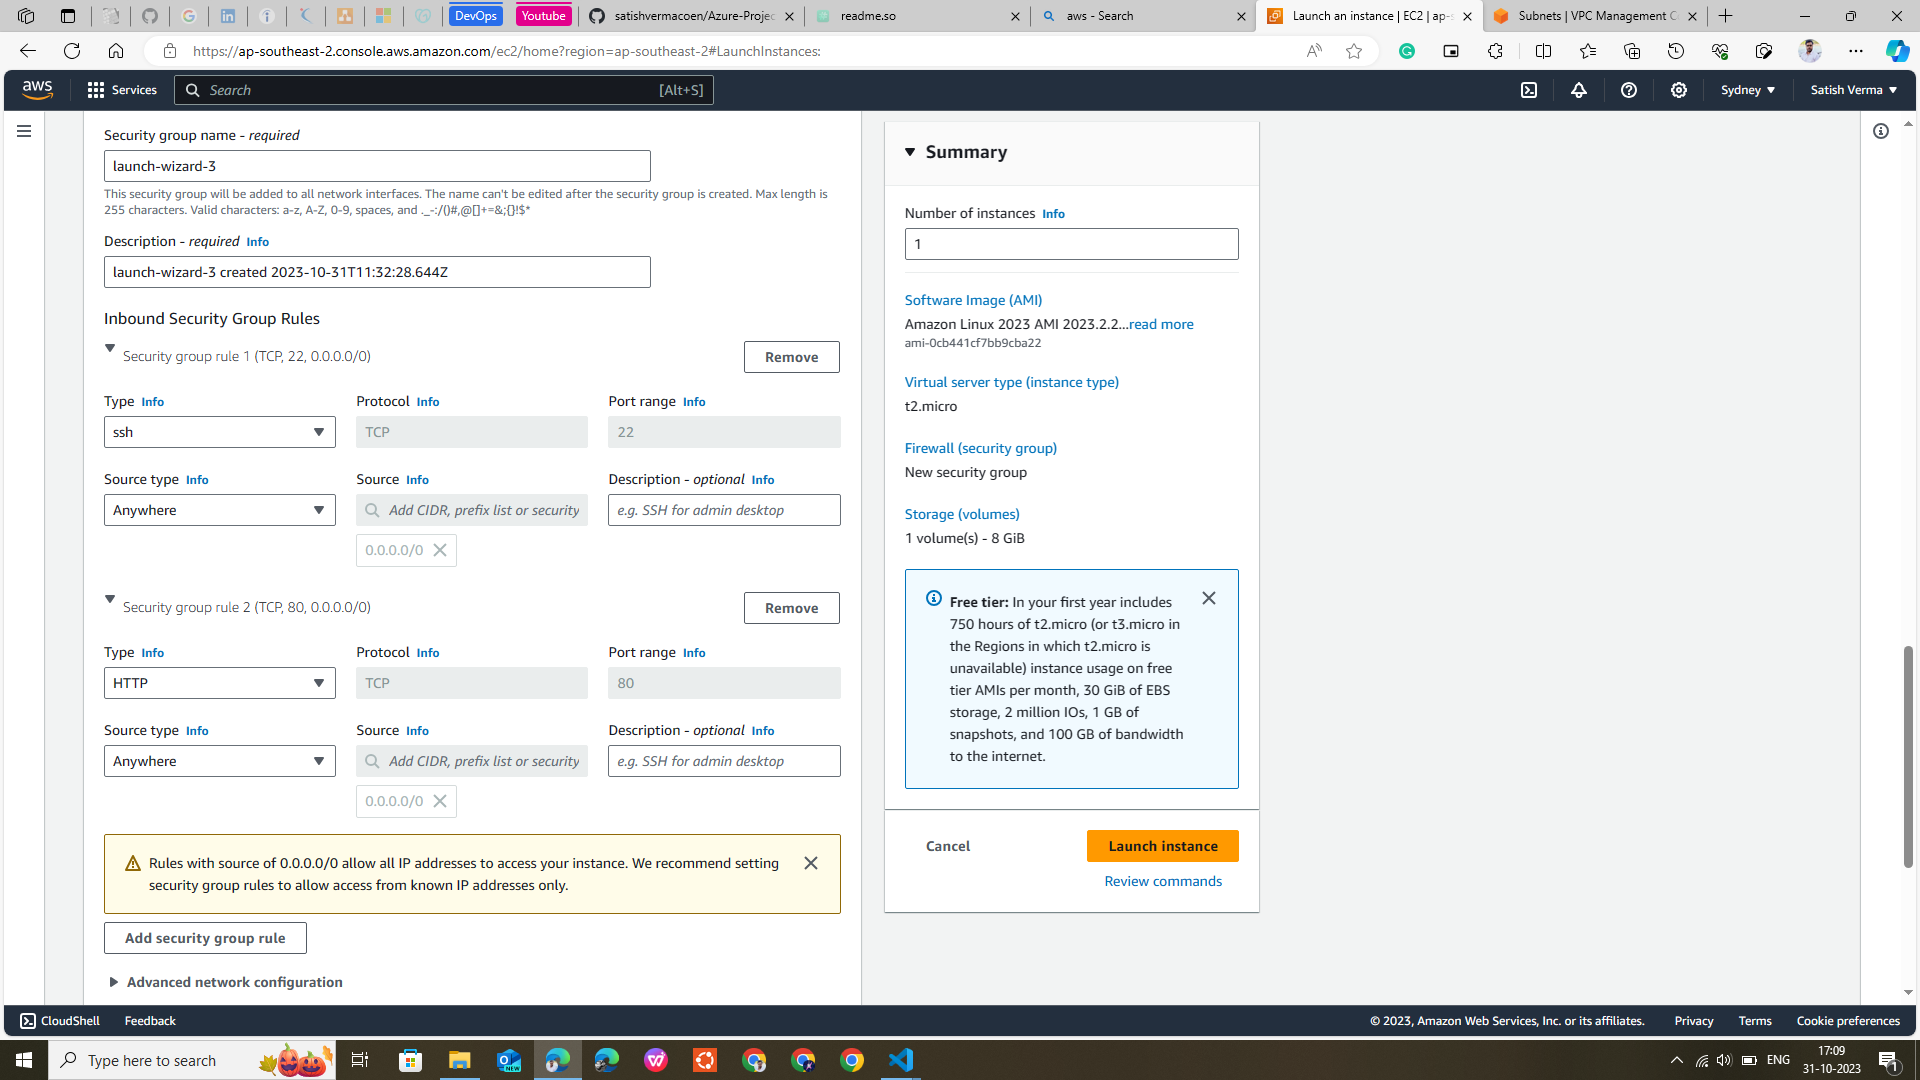 DevOps
Youtube
satishvermacoen/Azure-Projec
readme.so
aws - Search
Launch an instance | EC2 | ap-s
Subnets | VPC Management C
https://ap-southeast-2.console.aws.amazon.com/ec2/home?region=ap-southeast-2#LaunchInstances:
aws
Services
Search
[Alt+S]
Sydney
Satish Verma
Security group name - required
launch-wizard-3
This security group will be added to all network interfaces. The name can't be edited after the security group is created. Max length is
255 characters. Valid characters: a-z, A-Z, 0-9, spaces, and ._-:/()#,@[]+=&;{}!$*
Description - required Info
launch-wizard-3 created 2023-10-31T11:32:28.644Z
Inbound Security Group Rules
Security group rule 1 (TCP, 22, 0.0.0.0/0)
Remove
Type Info
Protocol Info
Port range Info
ssh
TCP
22
Source type Info
Source Info
Description - optional Info
Anywhere
Add CIDR, prefix list or security
e.g. SSH for admin desktop
0.0.0.0/0
Security group rule 2 (TCP, 80, 0.0.0.0/0)
Remove
Type Info
Protocol Info
Port range Info
HTTP
TCP
80
Source type Info
Source Info
Description - optional Info
Anywhere
Add CIDR, prefix list or security
e.g. SSH for admin desktop
0.0.0.0/0
Rules with source of 0.0.0.0/0 allow all IP addresses to access your instance. We recommend setting
security group rules to allow access from known IP addresses only.
Add security group rule
Advanced network configuration
Summary
Number of instances Info
1
Software Image (AMI)
Amazon Linux 2023 AMI 2023.2.2...read more
ami-0cb441cf7bb9cba22
Virtual server type (instance type)
t2.micro
Firewall (security group)
New security group
Storage (volumes)
1 volume(s) - 8 GiB
Free tier: In your first year includes
750 hours of t2.micro (or t3.micro in
the Regions in which t2.micro is
unavailable) instance usage on free
tier AMIs per month, 30 GiB of EBS
storage, 2 million IOs, 1 GB of
snapshots, and 100 GB of bandwidth
to the internet.
Cancel
Launch instance
Review commands
CloudShell
Feedback
© 2023, Amazon Web Services, Inc. or its affiliates.
Privacy
Terms
Cookie preferences
Type here to search
NEW
ENG
17:09
31-10-2023
1